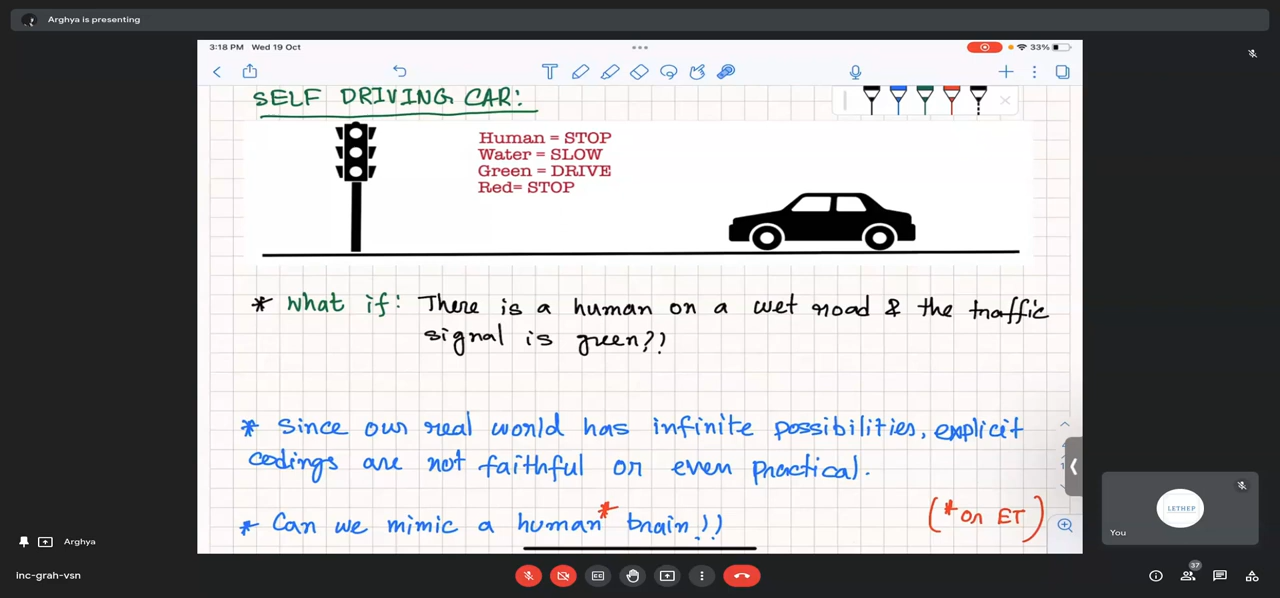 Arghya is presenting
3:18 PM Wed 19 Oct
33%
SELF DRIVING CAR:
Human = STOP
Water = SLOW
Green = DRIVE
Red= STOP
* What if: There is a human on a wet road & the traffic
signal is green??
* Since our real world has infinite possibilities, explicit
codings are not faithful or even practical.
* Can we mimic a human* brain!!
(*or ET)
LETHEP
You
Arghya
lnc-grah-vsn
37